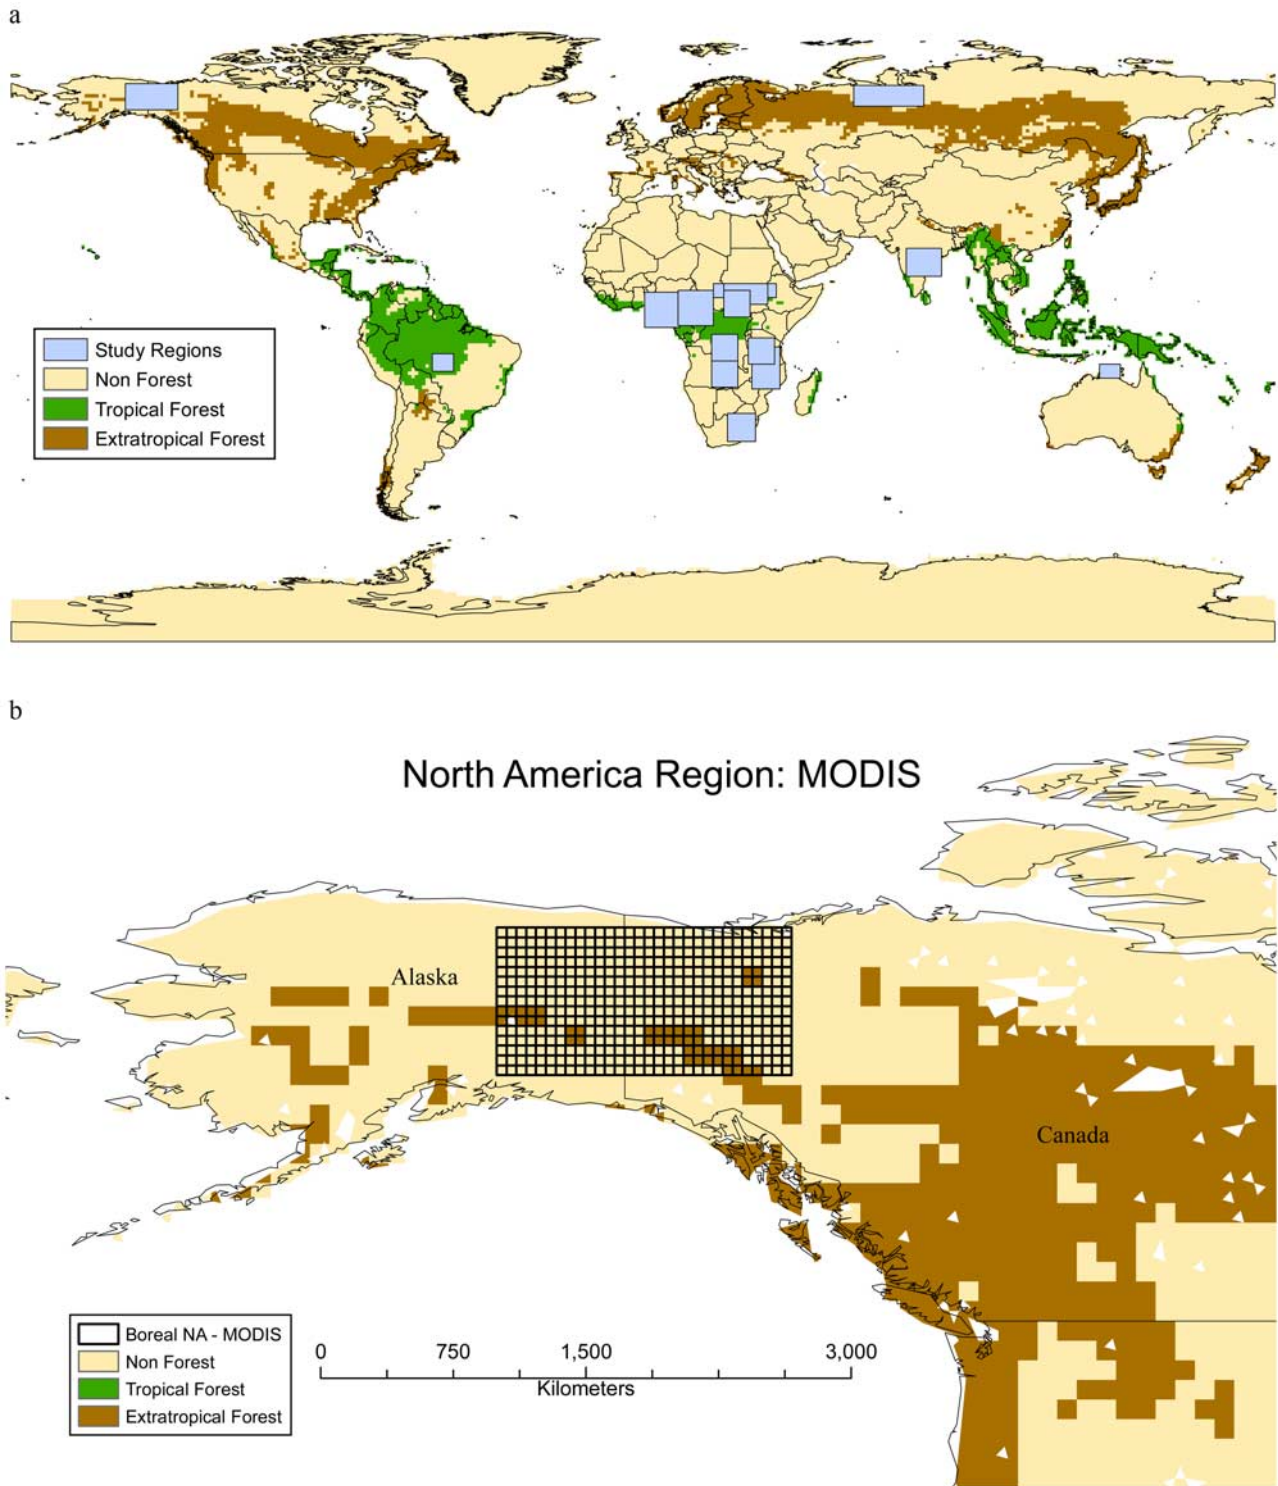 a
Study Regions
Non Forest
Tropical Forest
Extratropical Forest
b
North America Region: MODIS
Alaska
Canada
Boreal NA - MODIS
Non Forest
Tropical Forest
Extratropical Forest
0 750 1,500 3,000
Kilometers